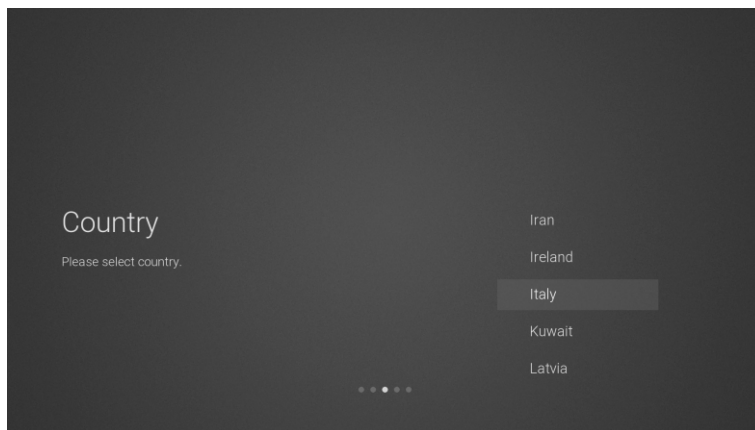 Country
Please select country.
Iran
Ireland
Italy
Kuwait
Latvia